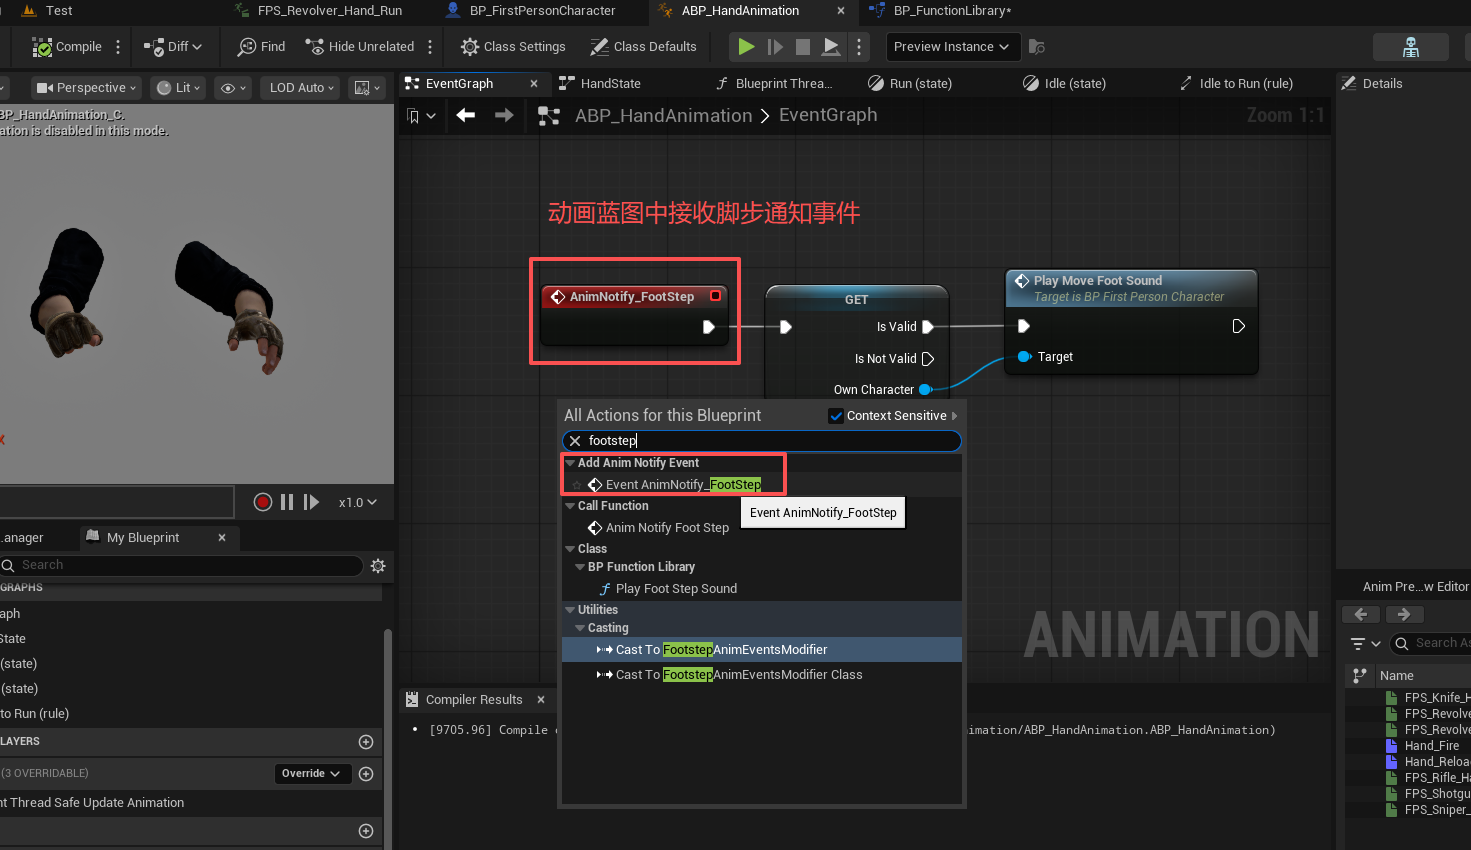 Test
FPS_Revolver_Hand_Run
BP_FirstPersonCharacter
ABP_HandAnimation
BP_FunctionLibrary*
Compile
Diff
Find
Hide Unrelated
Class Settings
Class Defaults
Preview Instance
Perspective
Lit
LOD Auto
EventGraph
HandState
Blueprint Threa...
Run (state)
Idle (state)
Idle to Run (rule)
Details
BP_HandAnimation_C.
ation is disabled in this mode.
ABP_HandAnimation > EventGraph
Zoom 1:1
动画蓝图中接收脚步通知事件
AnimNotify_FootStep
GET
Is Valid
Is Not Valid
Own Character
Play Move Foot Sound
Target is BP First Person Character
Target
All Actions for this Blueprint
Context Sensitive
footstep
Add Anim Notify Event
Event AnimNotify_FootStep
Call Function
Event AnimNotify_FootStep
Anim Notify Foot Step
Class
BP Function Library
Play Foot Step Sound
Utilities
Casting
Cast To FootstepAnimEventsModifier
Cast To FootstepAnimEventsModifier Class
ANIMATION
x1.0
.anager
My Blueprint
Search
GRAPHS
aph
State
(state)
(state)
to Run (rule)
LAYERS
(3 OVERRIDABLE)
Override
nt Thread Safe Update Animation
Compiler Results
[9705.96] Compile
imation/ABP_HandAnimation.ABP_HandAnimation)
Anim Pre...w Editor
Search As
Name
FPS_Knife_H
FPS_Revolve
FPS_Revolve
Hand_Fire
Hand_Reload
FPS_Rifle_Ha
FPS_Shotgu
FPS_Sniper_